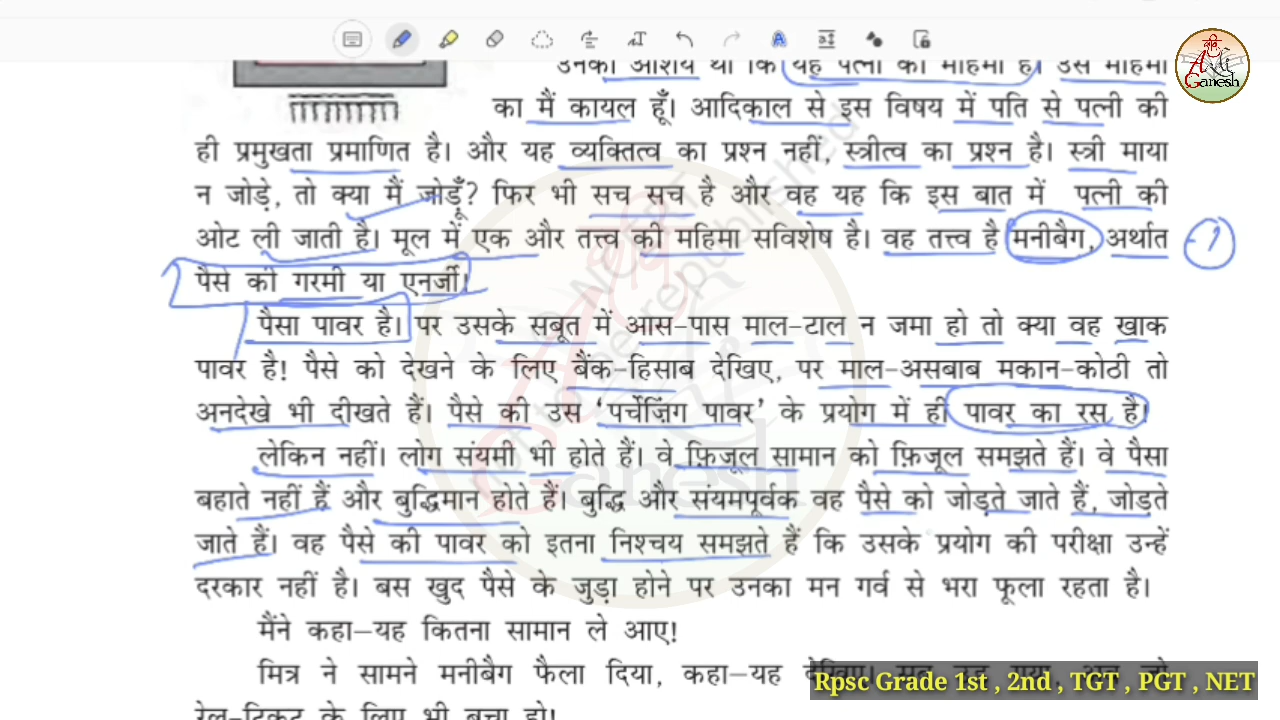 उनका आशय था कि यह पत्नी की महिमा है। उस महिमा
का मैं कायल हूँ। आदिकाल से इस विषय में पति से पत्नी की
ही प्रमुखता प्रमाणित है। और यह व्यक्तित्व का प्रश्न नहीं, स्त्रीत्व का प्रश्न है। स्त्री माया
न जोड़े, तो क्या मैं जोड़ूँ? फिर भी सच सच है और वह यह कि इस बात में पत्नी की
ओट ली जाती है। मूल में एक और तत्त्व की महिमा सविशेष है। वह तत्त्व है मनीबैग, अर्थात -1
पैसे की गरमी या एनर्जी।
पैसा पावर है। पर उसके सबूत में आस-पास माल-टाल न जमा हो तो क्या वह खाक
पावर है! पैसे को देखने के लिए बैंक-हिसाब देखिए, पर माल-असबाब मकान-कोठी तो
अनदेखे भी दीखते हैं। पैसे की उस ‘पर्चेज़िंग पावर’ के प्रयोग में ही पावर का रस है।
लेकिन नहीं। लोग संयमी भी होते हैं। वे फ़िजूल सामान को फ़िजूल समझते हैं। वे पैसा
बहाते नहीं हैं और बुद्धिमान होते हैं। बुद्धि और संयमपूर्वक वह पैसे को जोड़ते जाते हैं, जोड़ते
जाते हैं। वह पैसे की पावर को इतना निश्चय समझते हैं कि उसके प्रयोग की परीक्षा उन्हें
दरकार नहीं है। बस खुद पैसे के जुड़ा होने पर उनका मन गर्व से भरा फूला रहता है।
मैंने कहा–यह कितना सामान ले आए!
मित्र ने सामने मनीबैग फैला दिया, कहा–यह
रेल-टिकट के लिए भी बचा हो!
Rpsc Grade 1st , 2nd , TGT , PGT , NET
Ganesh